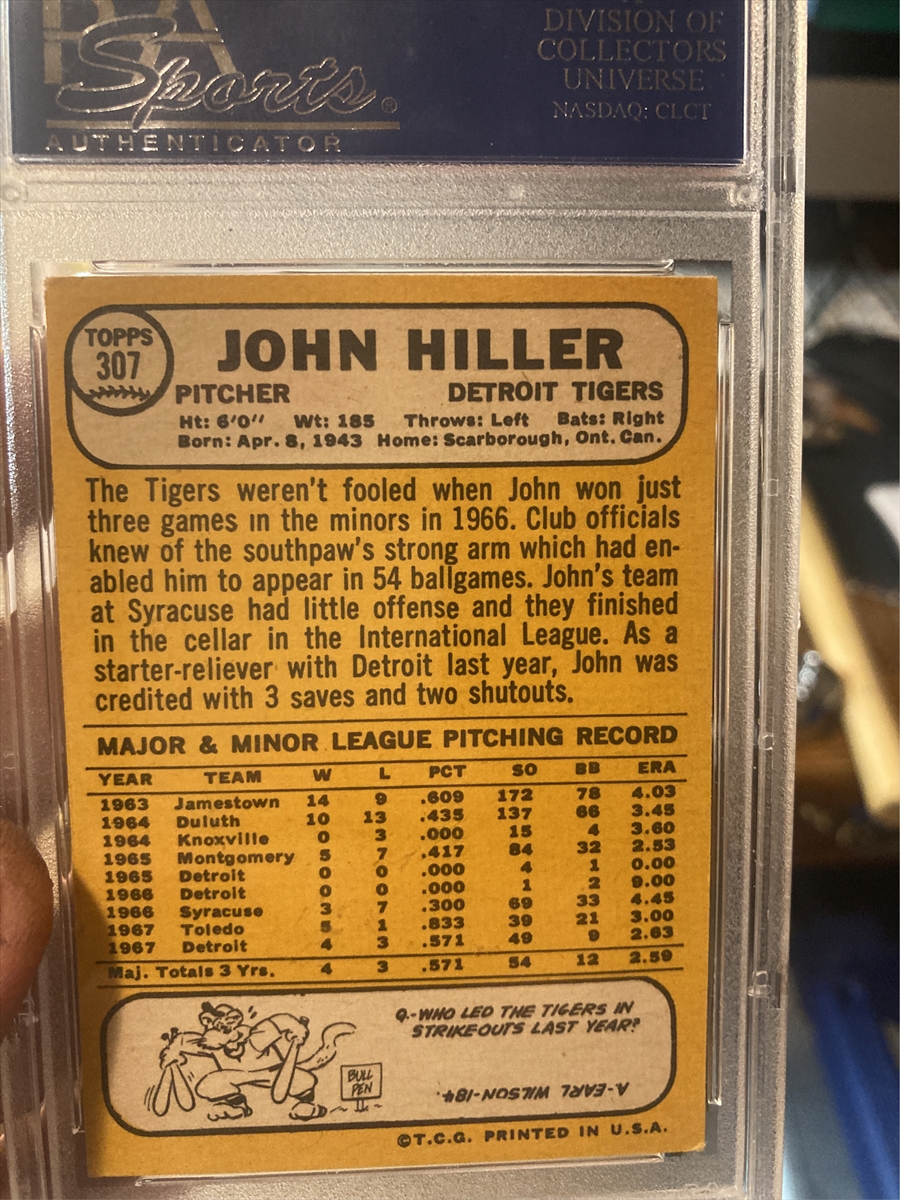 Sports®
AUTHENTICATOR
DIVISION OF
COLLECTORS
UNIVERSE
NASDAQ: CLCT
TOPPS
307
JOHN HILLER
PITCHER DETROIT TIGERS
Ht: 6'0" Wt: 185 Throws: Left Bats: Right
Born: Apr. 8, 1943 Home: Scarborough, Ont. Can.
The Tigers weren't fooled when John won just
three games in the minors in 1966. Club officials
knew of the southpaw's strong arm which had en-
abled him to appear in 54 ballgames. John's team
at Syracuse had little offense and they finished
in the cellar in the International League. As a
starter-reliever with Detroit last year, John was
credited with 3 saves and two shutouts.
MAJOR & MINOR LEAGUE PITCHING RECORD
YEAR TEAM W L PCT SO BB ERA
1963 Jamestown 14 9 .609 172 78 4.03
1964 Duluth 10 13 .435 137 66 3.45
1964 Knoxville 0 3 .000 15 4 3.60
1965 Montgomery 5 7 .417 84 32 2.53
1965 Detroit 0 0 .000 4 1 0.00
1966 Detroit 0 0 .000 1 2 9.00
1966 Syracuse 3 7 .300 69 33 4.45
1967 Toledo 5 1 .833 39 21 3.00
1967 Detroit 4 3 .571 49 9 2.63
Maj. Totals 3 Yrs. 4 3 .571 54 12 2.59
Q.-WHO LED THE TIGERS IN
STRIKEOUTS LAST YEAR?
BULL
PEN
A-EARL WILSON-184.
©T.C.G. PRINTED IN U.S.A.